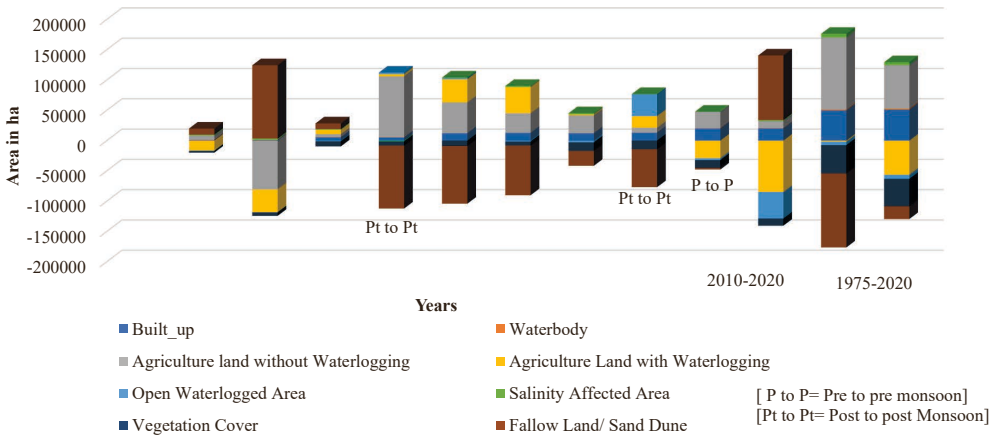 200000
150000
100000
50000
0
-50000
-100000
-150000
-200000
Area in ha
Pt to Pt
Pt to Pt
P to P
2010-2020
1975-2020
Years
Built_up
Waterbody
Agriculture land without Waterlogging
Agriculture Land with Waterlogging
Open Waterlogged Area
Salinity Affected Area
Vegetation Cover
Fallow Land/ Sand Dune
[ P to P= Pre to pre monsoon]
[Pt to Pt= Post to post Monsoon]